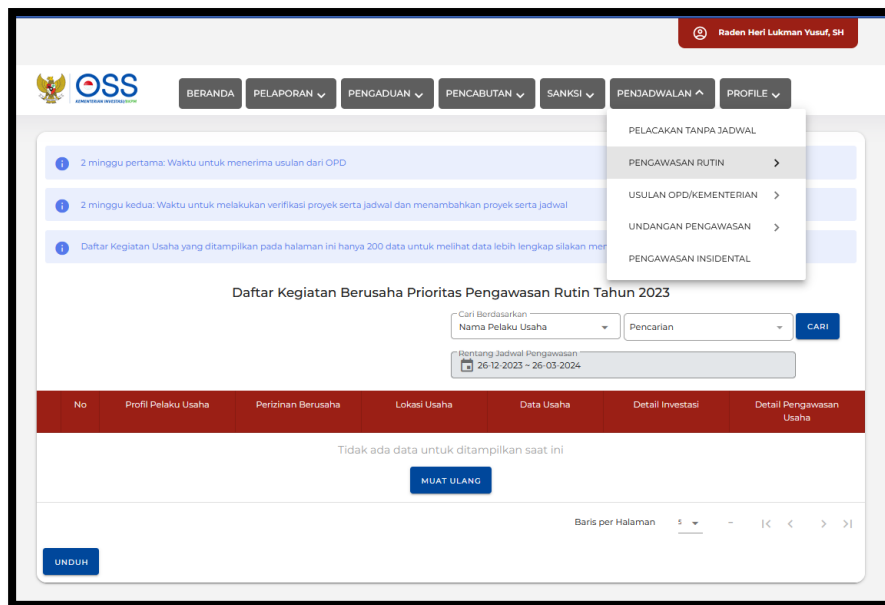 Raden Heri Lukman Yusuf, SH
OSS
KEMENTERIAN INVESTASI/BKPM
BERANDA PELAPORAN PENGADUAN PENCABUTAN SANKSI PENJADWALAN PROFILE
PELACAKAN TANPA JADWAL
PENGAWASAN RUTIN
USULAN OPD/KEMENTERIAN
UNDANGAN PENGAWASAN
PENGAWASAN INSIDENTAL
2 minggu pertama: Waktu untuk menerima usulan dari OPD
2 minggu kedua: Waktu untuk melakukan verifikasi proyek serta jadwal dan menambahkan proyek serta jadwal
Daftar Kegiatan Usaha yang ditampilkan pada halaman ini hanya 200 data untuk melihat data lebih lengkap silakan mer
Daftar Kegiatan Berusaha Prioritas Pengawasan Rutin Tahun 2023
Cari Berdasarkan
Nama Pelaku Usaha Pencarian CARI
Rentang Jadwal Pengawasan
26-12-2023 ~ 26-03-2024
No Profil Pelaku Usaha Perizinan Berusaha Lokasi Usaha Data Usaha Detail Investasi Detail Pengawasan
Usaha
Tidak ada data untuk ditampilkan saat ini
MUAT ULANG
Baris per Halaman 5 –
UNDUH